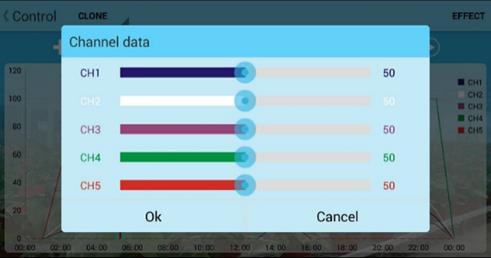 Control
CLONE
EFFECT
Channel data
CH1 50
CH2 50
CH3 50
CH4 50
CH5 50
Ok
Cancel
120
100
80
60
40
20
0
00:00 02:00 04:00 06:00 08:00 10:00 12:00 14:00 16:00 18:00 20:00 22:00 00:00
CH1
CH2
CH3
CH4
CH5